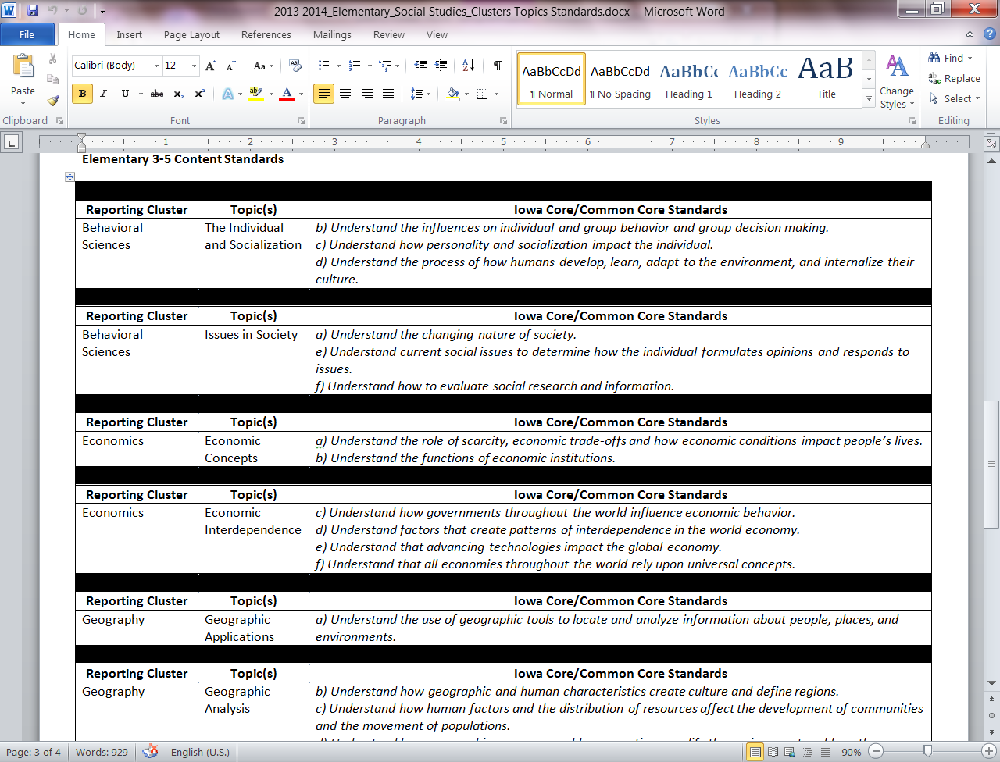 2013 2014_Elementary_Social Studies_Clusters Topics Standards.docx - Microsoft Word
File Home Insert Page Layout References Mailings Review View
Calibri (Body) 12
Paste
Clipboard Font Paragraph Styles Editing
AaBbCcDd AaBbCcDd AaBbCc AaBbCc AaB
¶ Normal ¶ No Spacing Heading 1 Heading 2 Title
Change Styles
Find
Replace
Select
1 2 3 4 5 6 7 8 9
Elementary 3-5 Content Standards
Reporting Cluster Topic(s) Iowa Core/Common Core Standards
Behavioral Sciences The Individual and Socialization
b) Understand the influences on individual and group behavior and group decision making.
c) Understand how personality and socialization impact the individual.
d) Understand the process of how humans develop, learn, adapt to the environment, and internalize their
culture.
Reporting Cluster Topic(s) Iowa Core/Common Core Standards
Behavioral Sciences Issues in Society
a) Understand the changing nature of society.
e) Understand current social issues to determine how the individual formulates opinions and responds to
issues.
f) Understand how to evaluate social research and information.
Reporting Cluster Topic(s) Iowa Core/Common Core Standards
Economics Economic Concepts
a) Understand the role of scarcity, economic trade-offs and how economic conditions impact people’s lives.
b) Understand the functions of economic institutions.
Reporting Cluster Topic(s) Iowa Core/Common Core Standards
Economics Economic Interdependence
c) Understand how governments throughout the world influence economic behavior.
d) Understand factors that create patterns of interdependence in the world economy.
e) Understand that advancing technologies impact the global economy.
f) Understand that all economies throughout the world rely upon universal concepts.
Reporting Cluster Topic(s) Iowa Core/Common Core Standards
Geography Geographic Applications
a) Understand the use of geographic tools to locate and analyze information about people, places, and
environments.
Reporting Cluster Topic(s) Iowa Core/Common Core Standards
Geography Geographic Analysis
b) Understand how geographic and human characteristics create culture and define regions.
c) Understand how human factors and the distribution of resources affect the development of communities
and the movement of populations.
Page: 3 of 4 Words: 929 English (U.S.) 90%